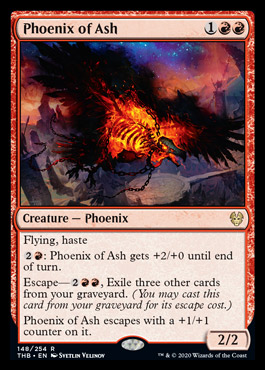 Phoenix of Ash 1RR
Creature — Phoenix
Flying, haste
2R: Phoenix of Ash gets +2/+0 until end
of turn.
Escape—2RR, Exile three other cards
from your graveyard. (You may cast this
card from your graveyard for its escape cost.)
Phoenix of Ash escapes with a +1/+1
counter on it.
2/2
148/254 R
THB • EN Svetlin Velinov
™ & © 2020 Wizards of the Coast